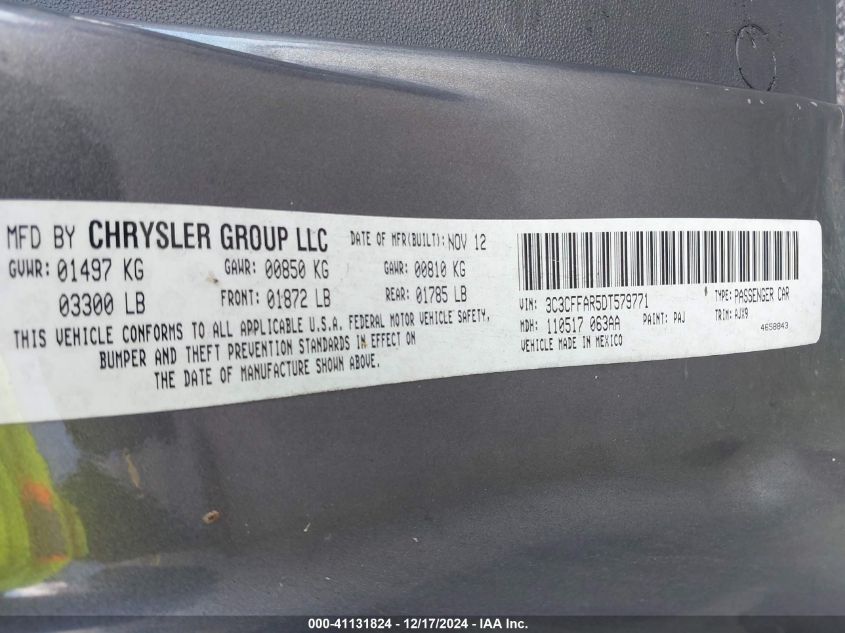 MFD BY CHRYSLER GROUP LLC DATE OF MFR(BUILT): NOV 12
GVWR: 01497 KG GAWR: 00850 KG GAWR: 00810 KG
03300 LB FRONT: 01872 LB REAR: 01785 LB
THIS VEHICLE CONFORMS TO ALL APPLICABLE U.S.A. FEDERAL MOTOR VEHICLE SAFETY,
BUMPER AND THEFT PREVENTION STANDARDS IN EFFECT ON
THE DATE OF MANUFACTURE SHOWN ABOVE.
VIN: 3C3CFFAR5DT579771 TYPE: PASSENGER CAR
MDH: 110517 063AA PAINT: PAJ TRIM: AJX9
VEHICLE MADE IN MEXICO 4658843
000-41131824 - 12/17/2024 - IAA Inc.